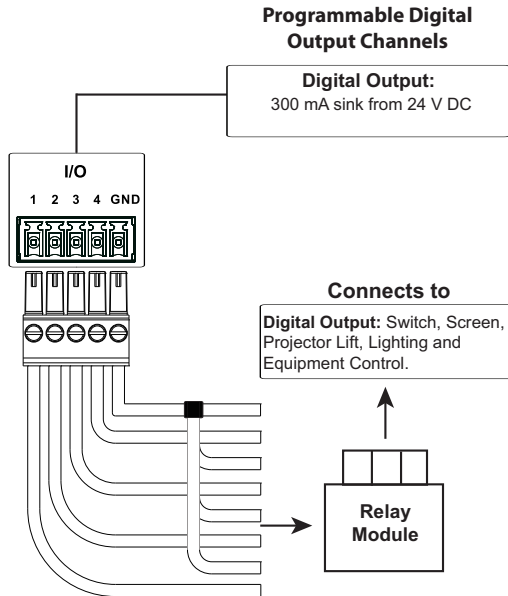 Programmable Digital
Output Channels
Digital Output:
300 mA sink from 24 V DC
I/O
1 2 3 4 GND
Connects to
Digital Output: Switch, Screen,
Projector Lift, Lighting and
Equipment Control.
Relay
Module